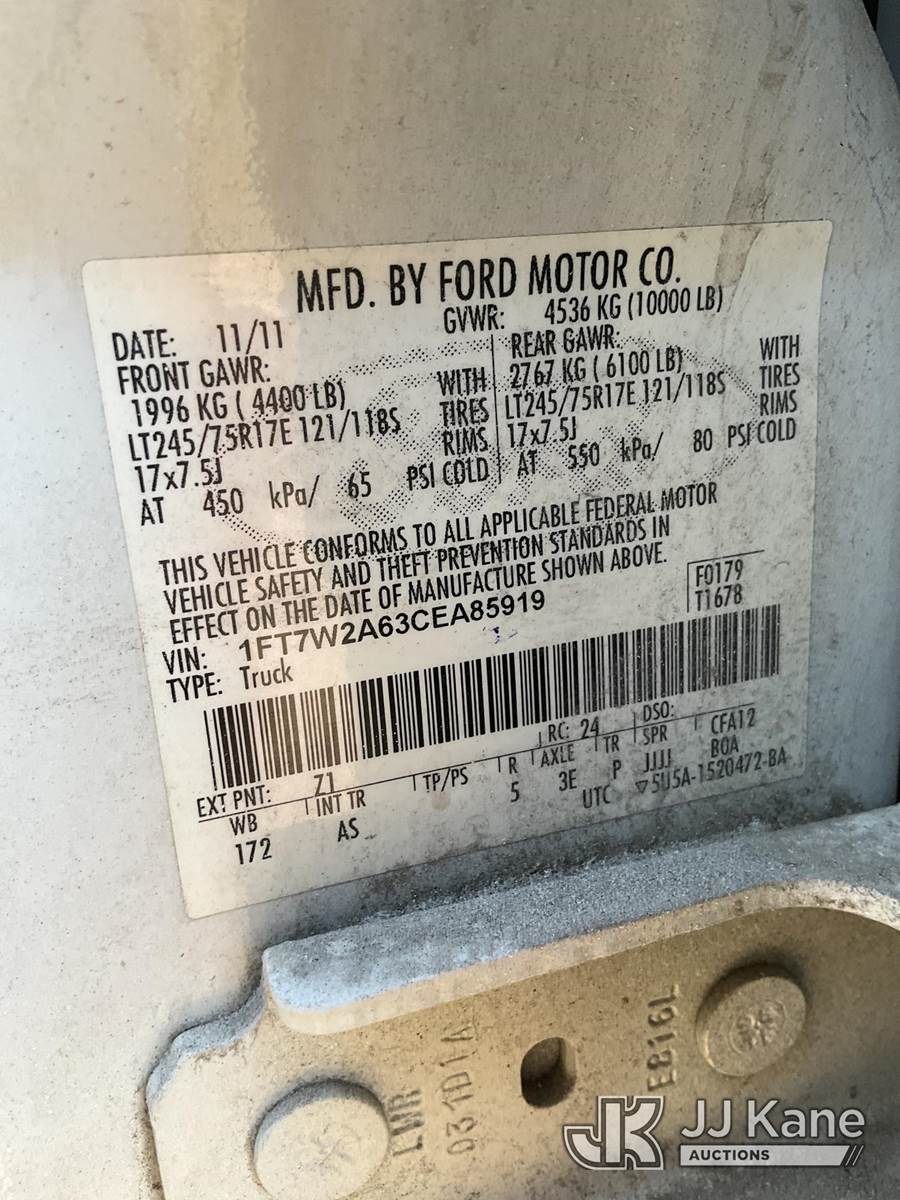 MFD. BY FORD MOTOR CO.
DATE: 11/11 GVWR: 4536 KG (10000 LB)
FRONT GAWR: REAR GAWR:
1996 KG ( 4400 LB) WITH 2767 KG ( 6100 LB) WITH
LT245/75R17E 121/118S TIRES LT245/75R17E 121/118S TIRES
17x7.5J RIMS 17x7.5J RIMS
AT 450 kPa/ 65 PSI COLD AT 550 kPa/ 80 PSI COLD
THIS VEHICLE CONFORMS TO ALL APPLICABLE FEDERAL MOTOR
VEHICLE SAFETY AND THEFT PREVENTION STANDARDS IN
EFFECT ON THE DATE OF MANUFACTURE SHOWN ABOVE.
VIN: 1FT7W2A63CEA85919 F0179
TYPE: Truck T1678
EXT PNT: Z1 RC: 24 DSO:
WB INT TR TP/PS R AXLE TR SPR CFA12
172 AS 5 3E P JJJJ BOA
UTC ▽5U5A-1520472-BA
LWR
031D1A
E816L
JK JJ Kane
AUCTIONS